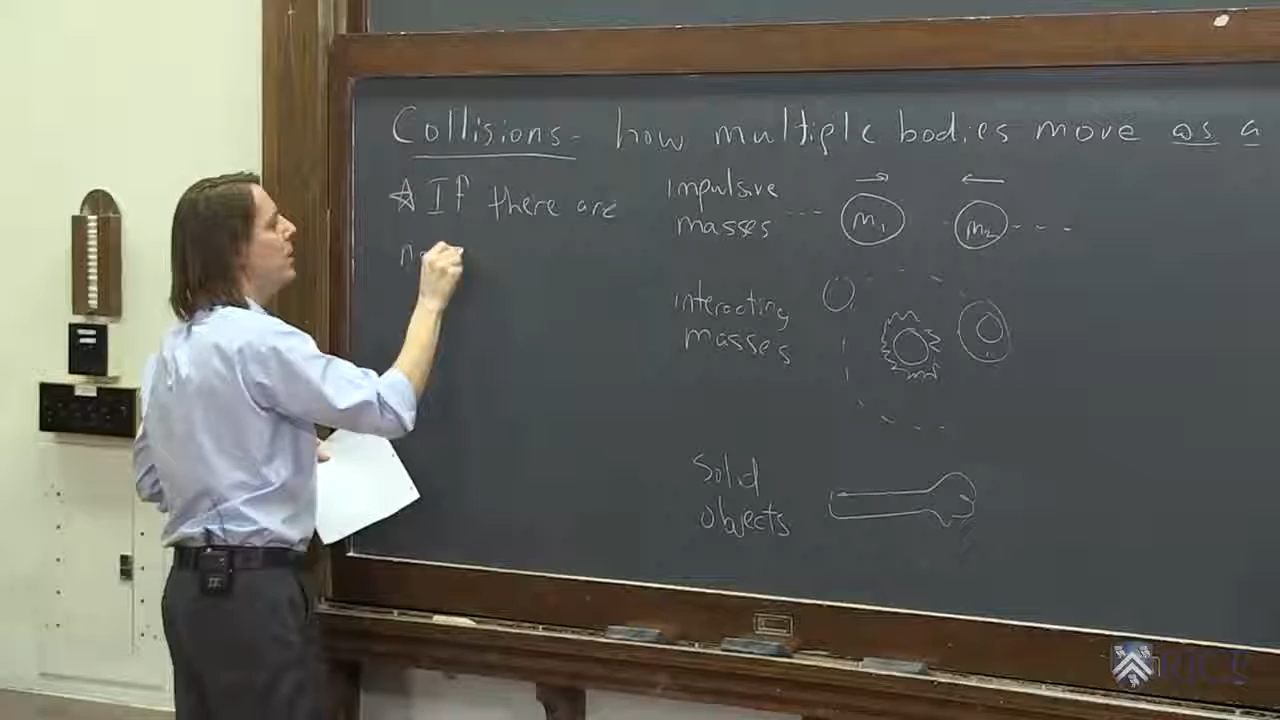 Collisions- how multiple bodies move as a
☆ If there are
impulsive
masses
m₁
m₂
interacting
masses
Solid
objects
RICE